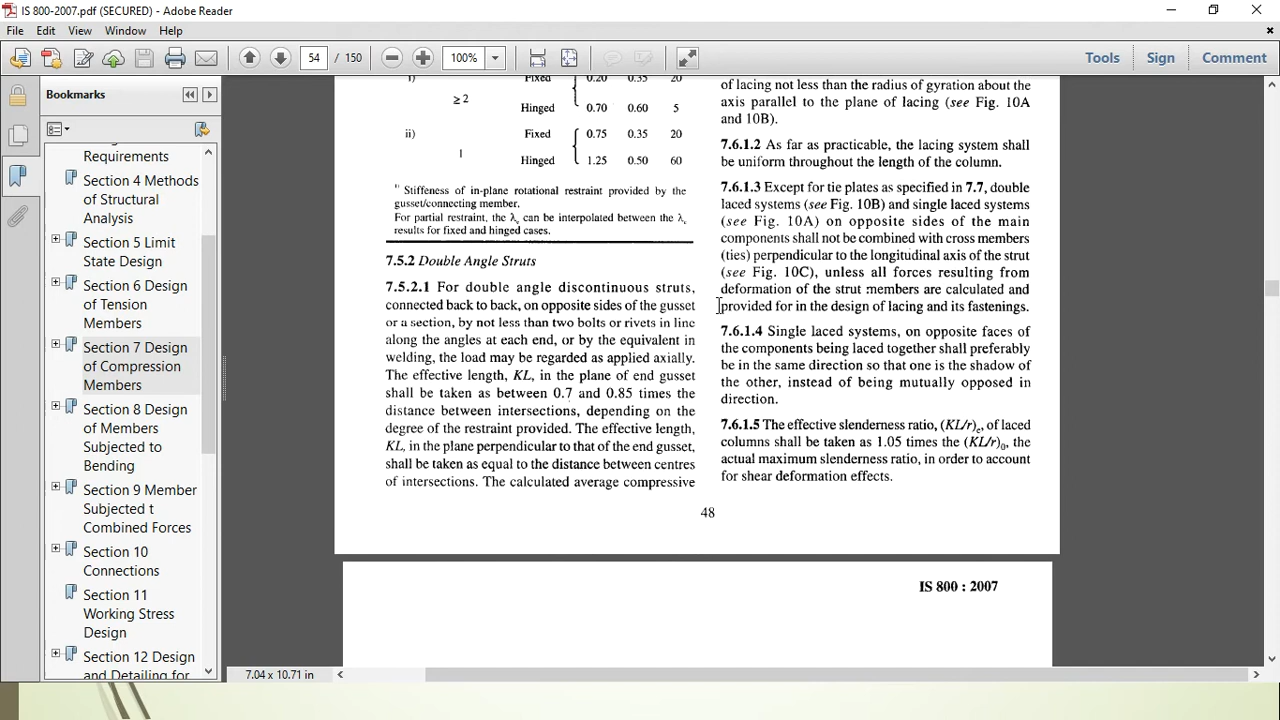 IS 800-2007.pdf (SECURED) - Adobe Reader
File Edit View Window Help
54 / 150 100% Tools Sign Comment
Bookmarks
Requirements
Section 4 Methods
of Structural
Analysis
Section 5 Limit
State Design
Section 6 Design
of Tension
Members
Section 7 Design
of Compression
Members
Section 8 Design
of Members
Subjected to
Bending
Section 9 Member
Subjected t
Combined Forces
Section 10
Connections
Section 11
Working Stress
Design
Section 12 Design
and Detailing for
i) Fixed 0.20 0.35 20
≥ 2
Hinged 0.70 0.60 5
ii) Fixed 0.75 0.35 20
1
Hinged 1.25 0.50 60
1) Stiffness of in-plane rotational restraint provided by the
gusset/connecting member.
For partial restraint, the λe can be interpolated between the λe
results for fixed and hinged cases.
7.5.2 Double Angle Struts
7.5.2.1 For double angle discontinuous struts,
connected back to back, on opposite sides of the gusset
or a section, by not less than two bolts or rivets in line
along the angles at each end, or by the equivalent in
welding, the load may be regarded as applied axially.
The effective length, KL, in the plane of end gusset
shall be taken as between 0.7 and 0.85 times the
distance between intersections, depending on the
degree of the restraint provided. The effective length,
KL, in the plane perpendicular to that of the end gusset,
shall be taken as equal to the distance between centres
of intersections. The calculated average compressive
of lacing not less than the radius of gyration about the
axis parallel to the plane of lacing (see Fig. 10A
and 10B).
7.6.1.2 As far as practicable, the lacing system shall
be uniform throughout the length of the column.
7.6.1.3 Except for tie plates as specified in 7.7, double
laced systems (see Fig. 10B) and single laced systems
(see Fig. 10A) on opposite sides of the main
components shall not be combined with cross members
(ties) perpendicular to the longitudinal axis of the strut
(see Fig. 10C), unless all forces resulting from
deformation of the strut members are calculated and
provided for in the design of lacing and its fastenings.
7.6.1.4 Single laced systems, on opposite faces of
the components being laced together shall preferably
be in the same direction so that one is the shadow of
the other, instead of being mutually opposed in
direction.
7.6.1.5 The effective slenderness ratio, (KL/r)e, of laced
columns shall be taken as 1.05 times the (KL/r)0, the
actual maximum slenderness ratio, in order to account
for shear deformation effects.
48
IS 800 : 2007
7.04 x 10.71 in